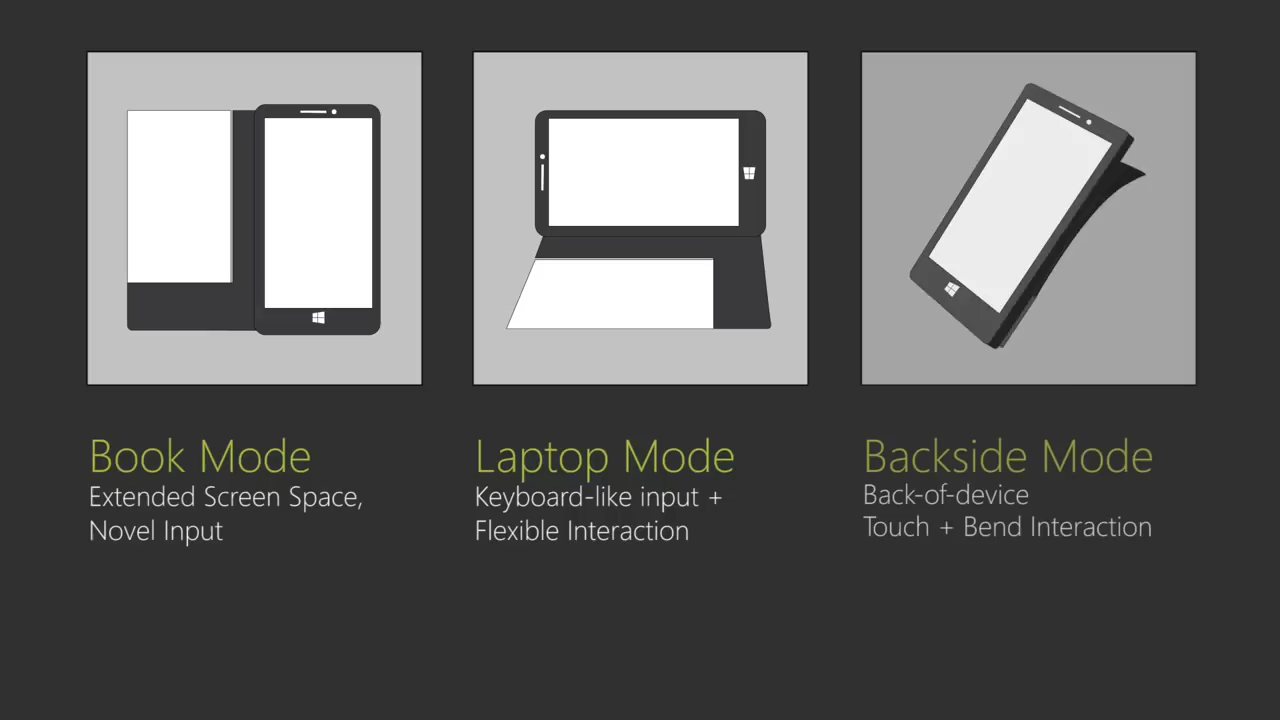 Book Mode
Extended Screen Space,
Novel Input
Laptop Mode
Keyboard-like input +
Flexible Interaction
Backside Mode
Back-of-device
Touch + Bend Interaction